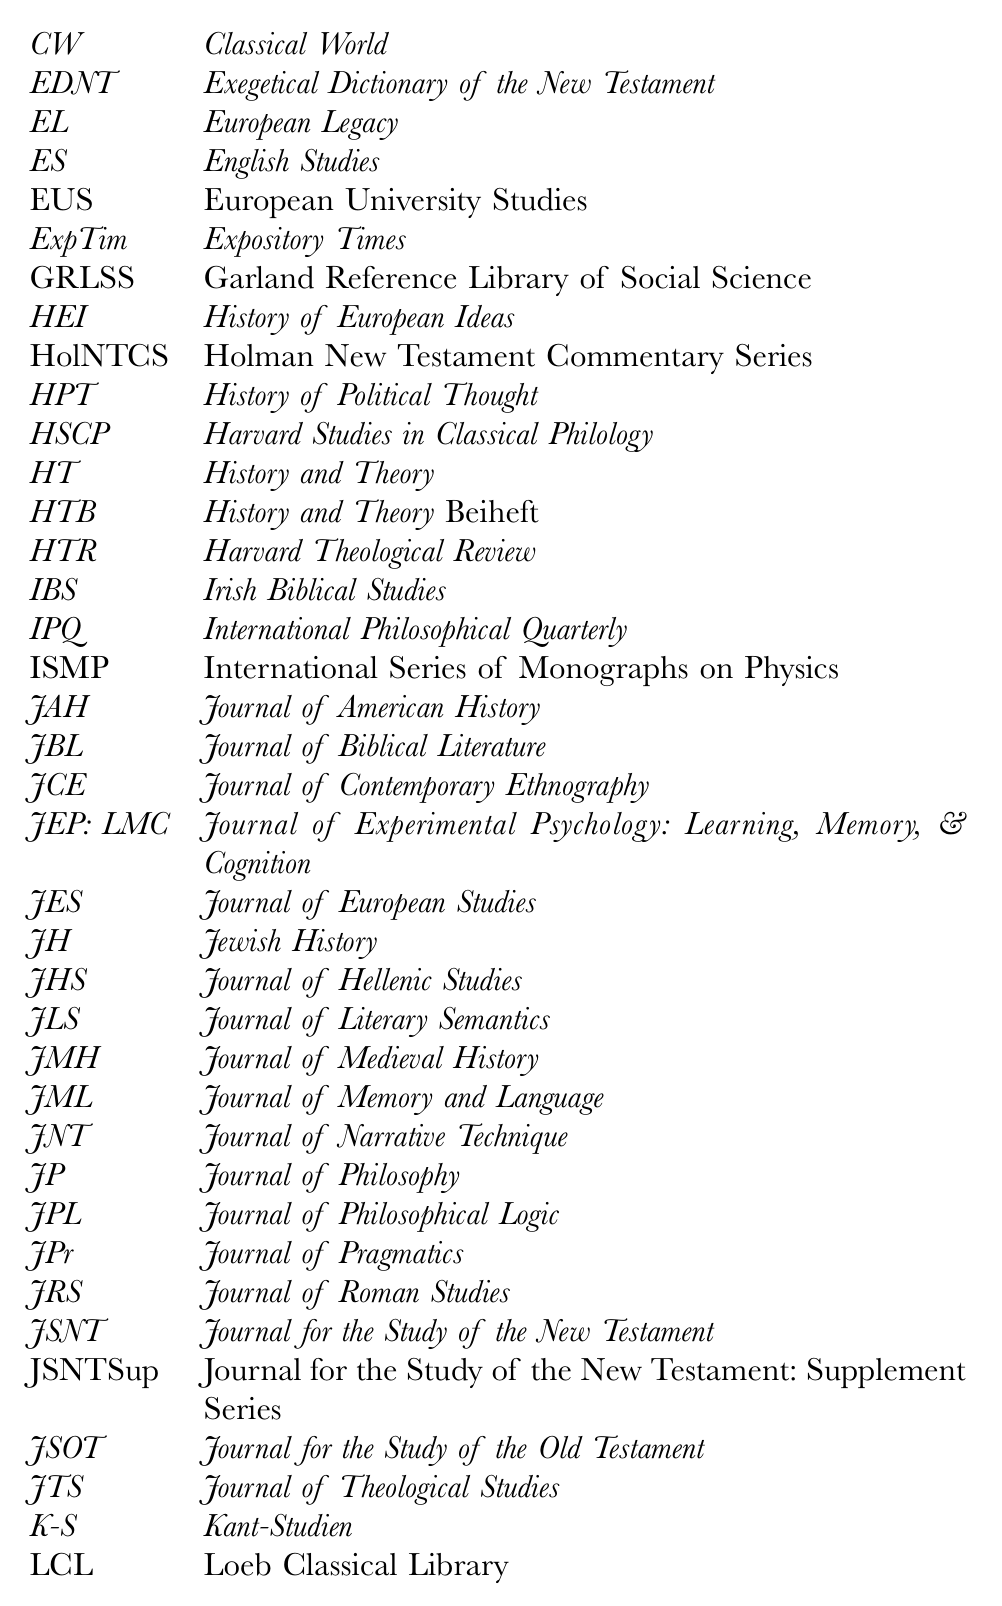 CW Classical World
EDNT Exegetical Dictionary of the New Testament
EL European Legacy
ES English Studies
EUS European University Studies
ExpTim Expository Times
GRLSS Garland Reference Library of Social Science
HEI History of European Ideas
HolNTCS Holman New Testament Commentary Series
HPT History of Political Thought
HSCP Harvard Studies in Classical Philology
HT History and Theory
HTB History and Theory Beiheft
HTR Harvard Theological Review
IBS Irish Biblical Studies
IPQ International Philosophical Quarterly
ISMP International Series of Monographs on Physics
JAH Journal of American History
JBL Journal of Biblical Literature
JCE Journal of Contemporary Ethnography
JEP: LMC Journal of Experimental Psychology: Learning, Memory, &
Cognition
JES Journal of European Studies
JH Jewish History
JHS Journal of Hellenic Studies
JLS Journal of Literary Semantics
JMH Journal of Medieval History
JML Journal of Memory and Language
JNT Journal of Narrative Technique
JP Journal of Philosophy
JPL Journal of Philosophical Logic
JPr Journal of Pragmatics
JRS Journal of Roman Studies
JSNT Journal for the Study of the New Testament
JSNTSup Journal for the Study of the New Testament: Supplement
Series
JSOT Journal for the Study of the Old Testament
JTS Journal of Theological Studies
K-S Kant-Studien
LCL Loeb Classical Library